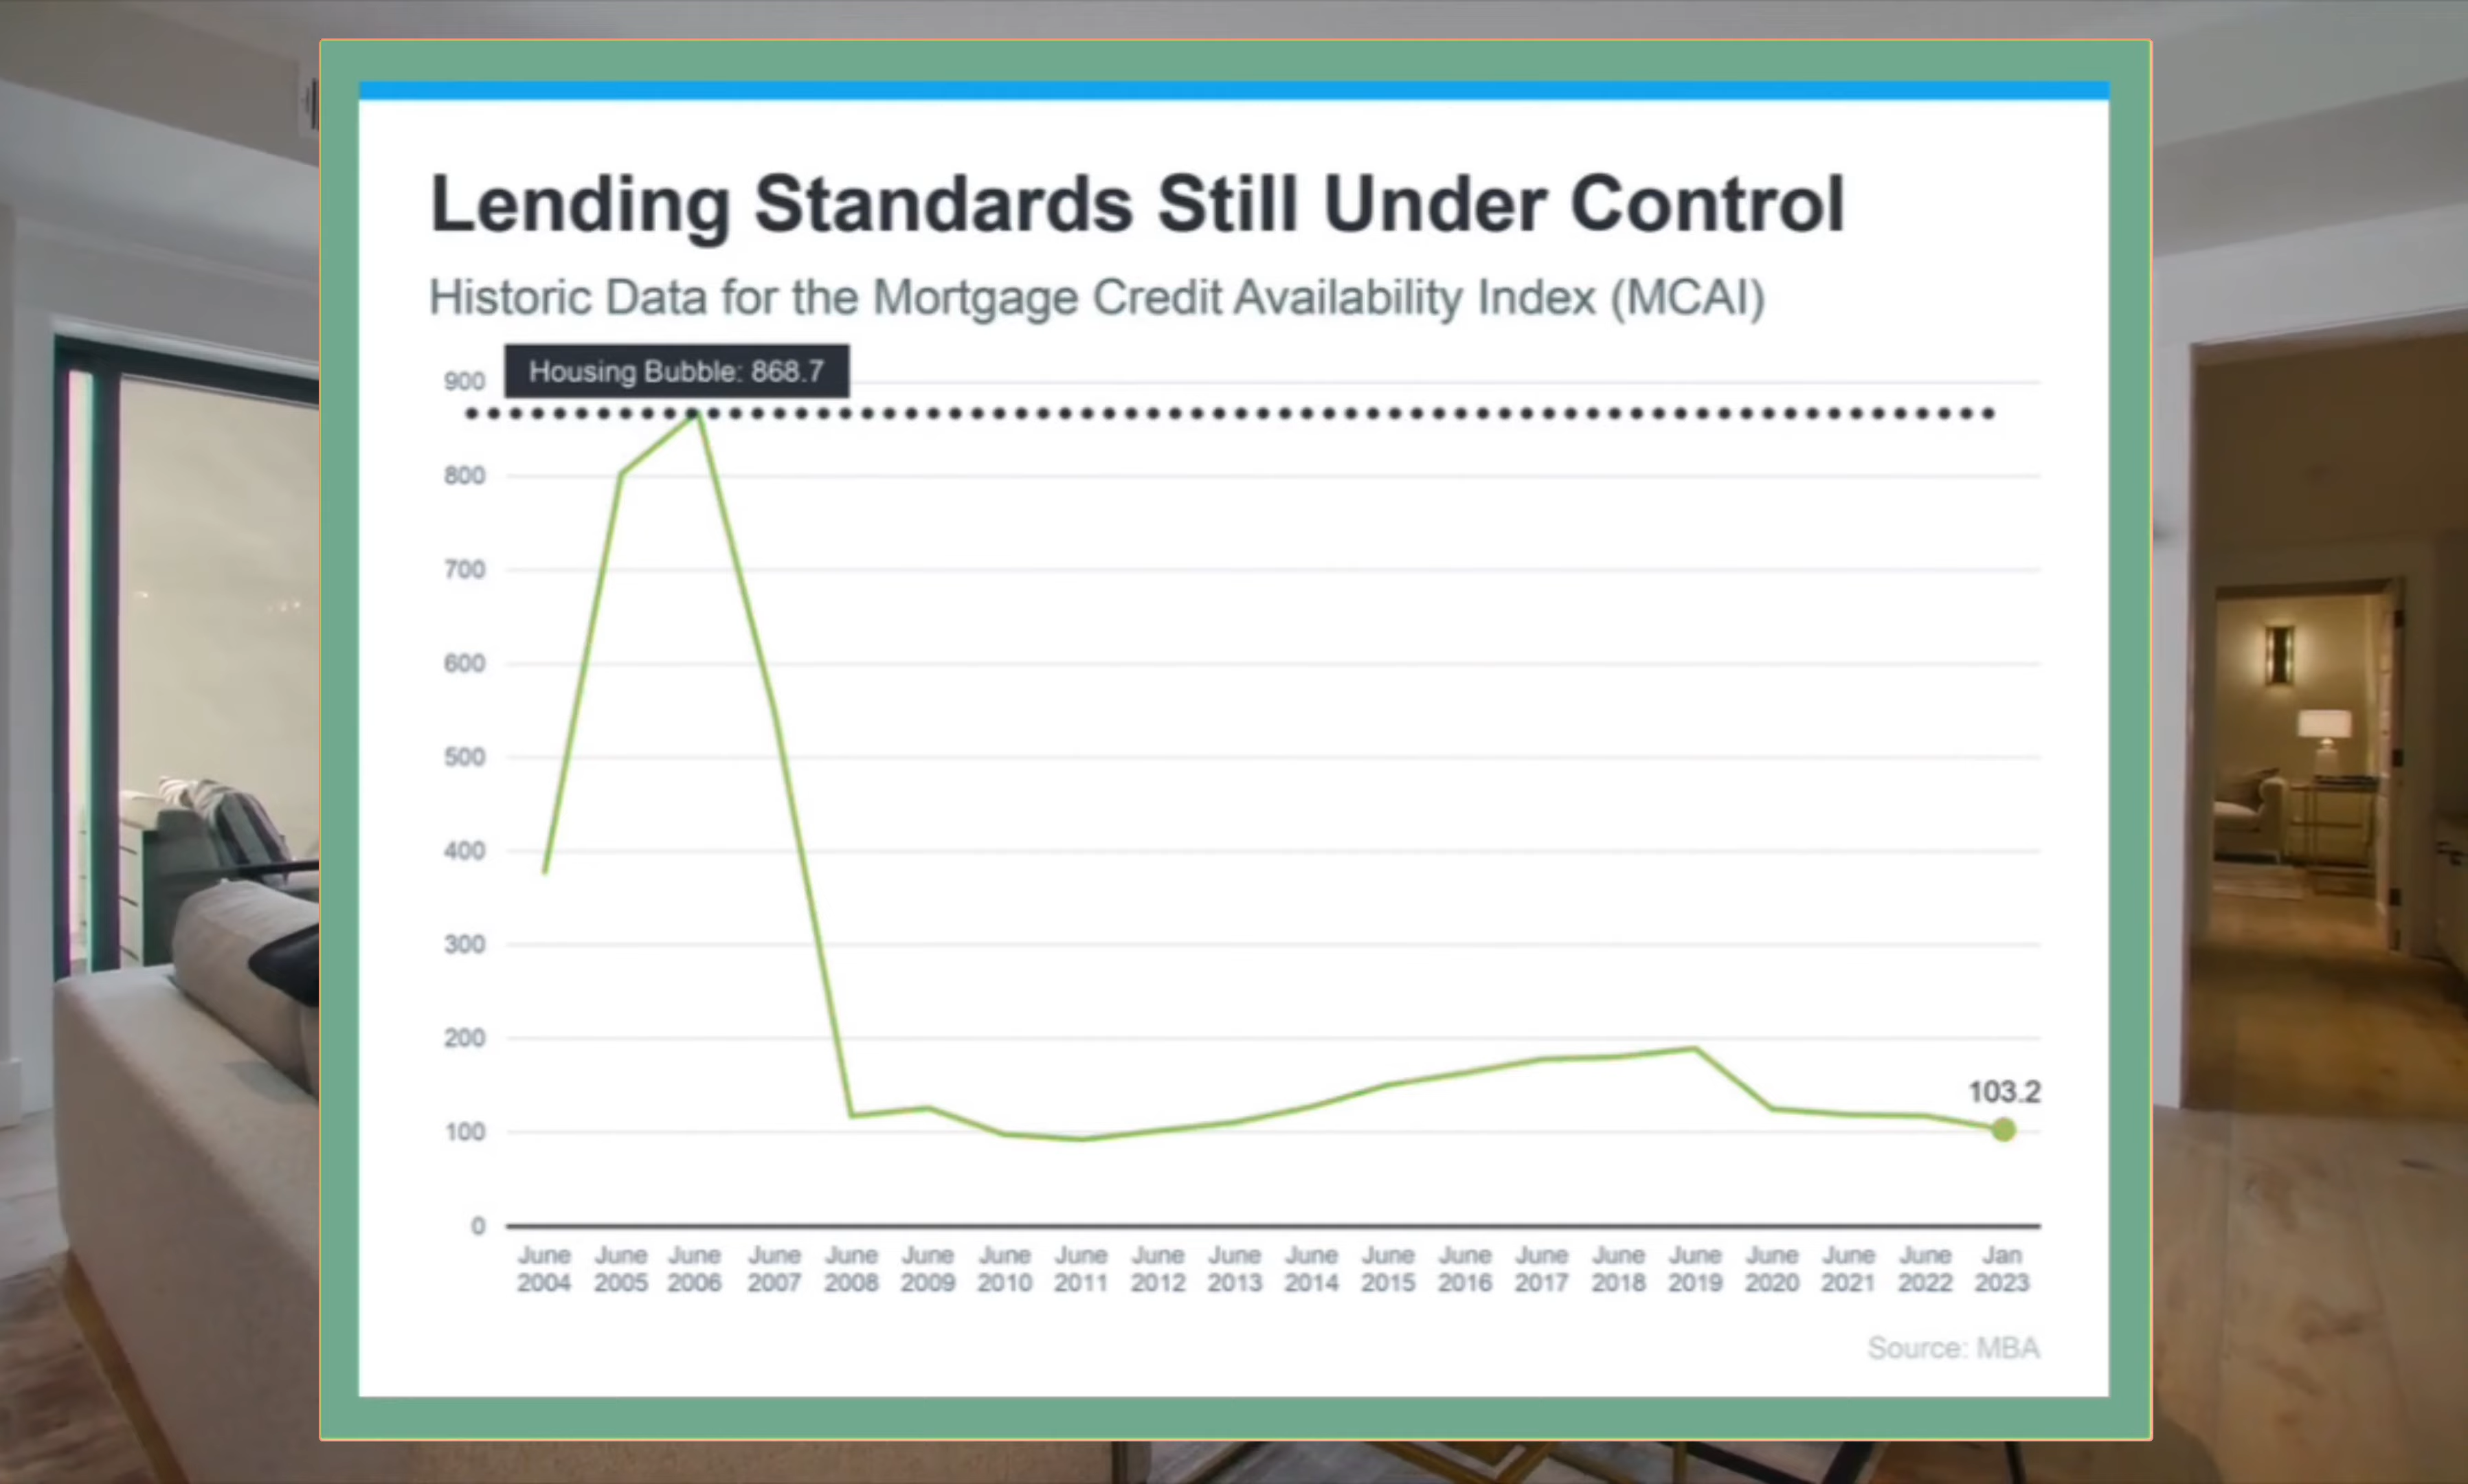 Lending Standards Still Under Control
Historic Data for the Mortgage Credit Availability Index (MCAI)
Housing Bubble: 868.7
900
800
700
600
500
400
300
200
100
0
103.2
June 2004
June 2005
June 2006
June 2007
June 2008
June 2009
June 2010
June 2011
June 2012
June 2013
June 2014
June 2015
June 2016
June 2017
June 2018
June 2019
June 2020
June 2021
June 2022
Jan 2023
Source: MBA